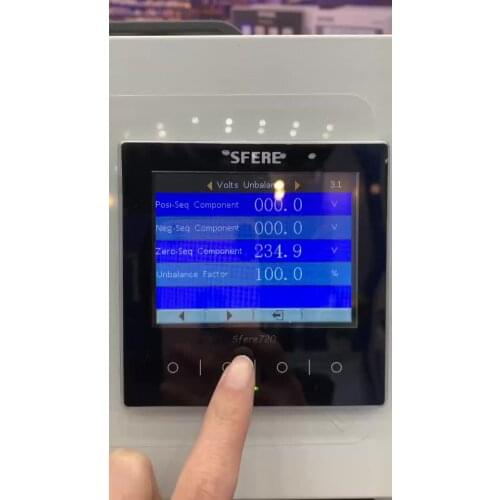 SFERE
Volts Unbalance 3.1
Posi-Seq Component 000.0 V
Neg-Seq Component 000.0 V
Zero-Seq Component 234.9 V
Unbalance Factor 100.0 %
Sfere720